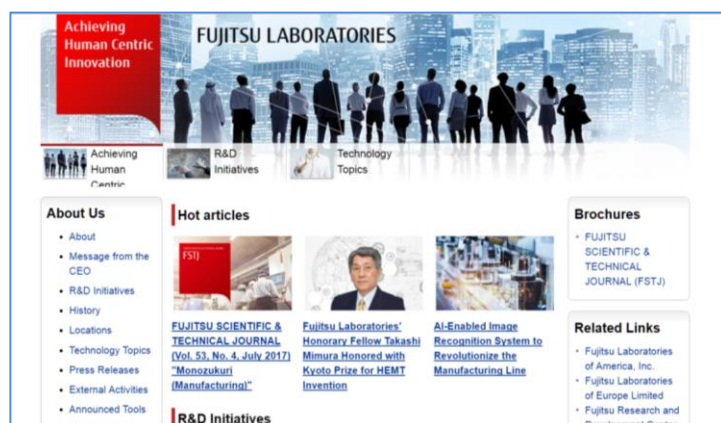 Achieving
Human Centric
Innovation
FUJITSU LABORATORIES
Achieving
Human
Centric
R&D
Initiatives
Technology
Topics
About Us
• About
• Message from the
CEO
• R&D Initiatives
• History
• Locations
• Technology Topics
• Press Releases
• External Activities
• Announced Tools
Hot articles
FSTJ
FUJITSU SCIENTIFIC &
TECHNICAL JOURNAL
(Vol. 53, No. 4, July 2017)
"Monozukuri
(Manufacturing)"
Fujitsu Laboratories'
Honorary Fellow Takashi
Mimura Honored with
Kyoto Prize for HEMT
Invention
AI-Enabled Image
Recognition System to
Revolutionize the
Manufacturing Line
R&D Initiatives
Brochures
• FUJITSU
SCIENTIFIC &
TECHNICAL
JOURNAL (FSTJ)
Related Links
• Fujitsu Laboratories
of America, Inc.
• Fujitsu Laboratories
of Europe Limited
• Fujitsu Research and
Development Center